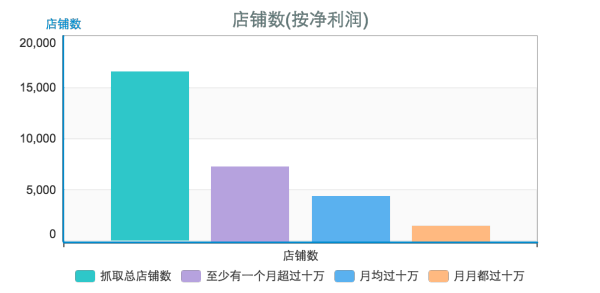 店铺数(按净利润)
店铺数
20,000
15,000
10,000
5,000
0
店铺数
抓取总店铺数 至少有一个月超过十万 月均过十万 月月都过十万